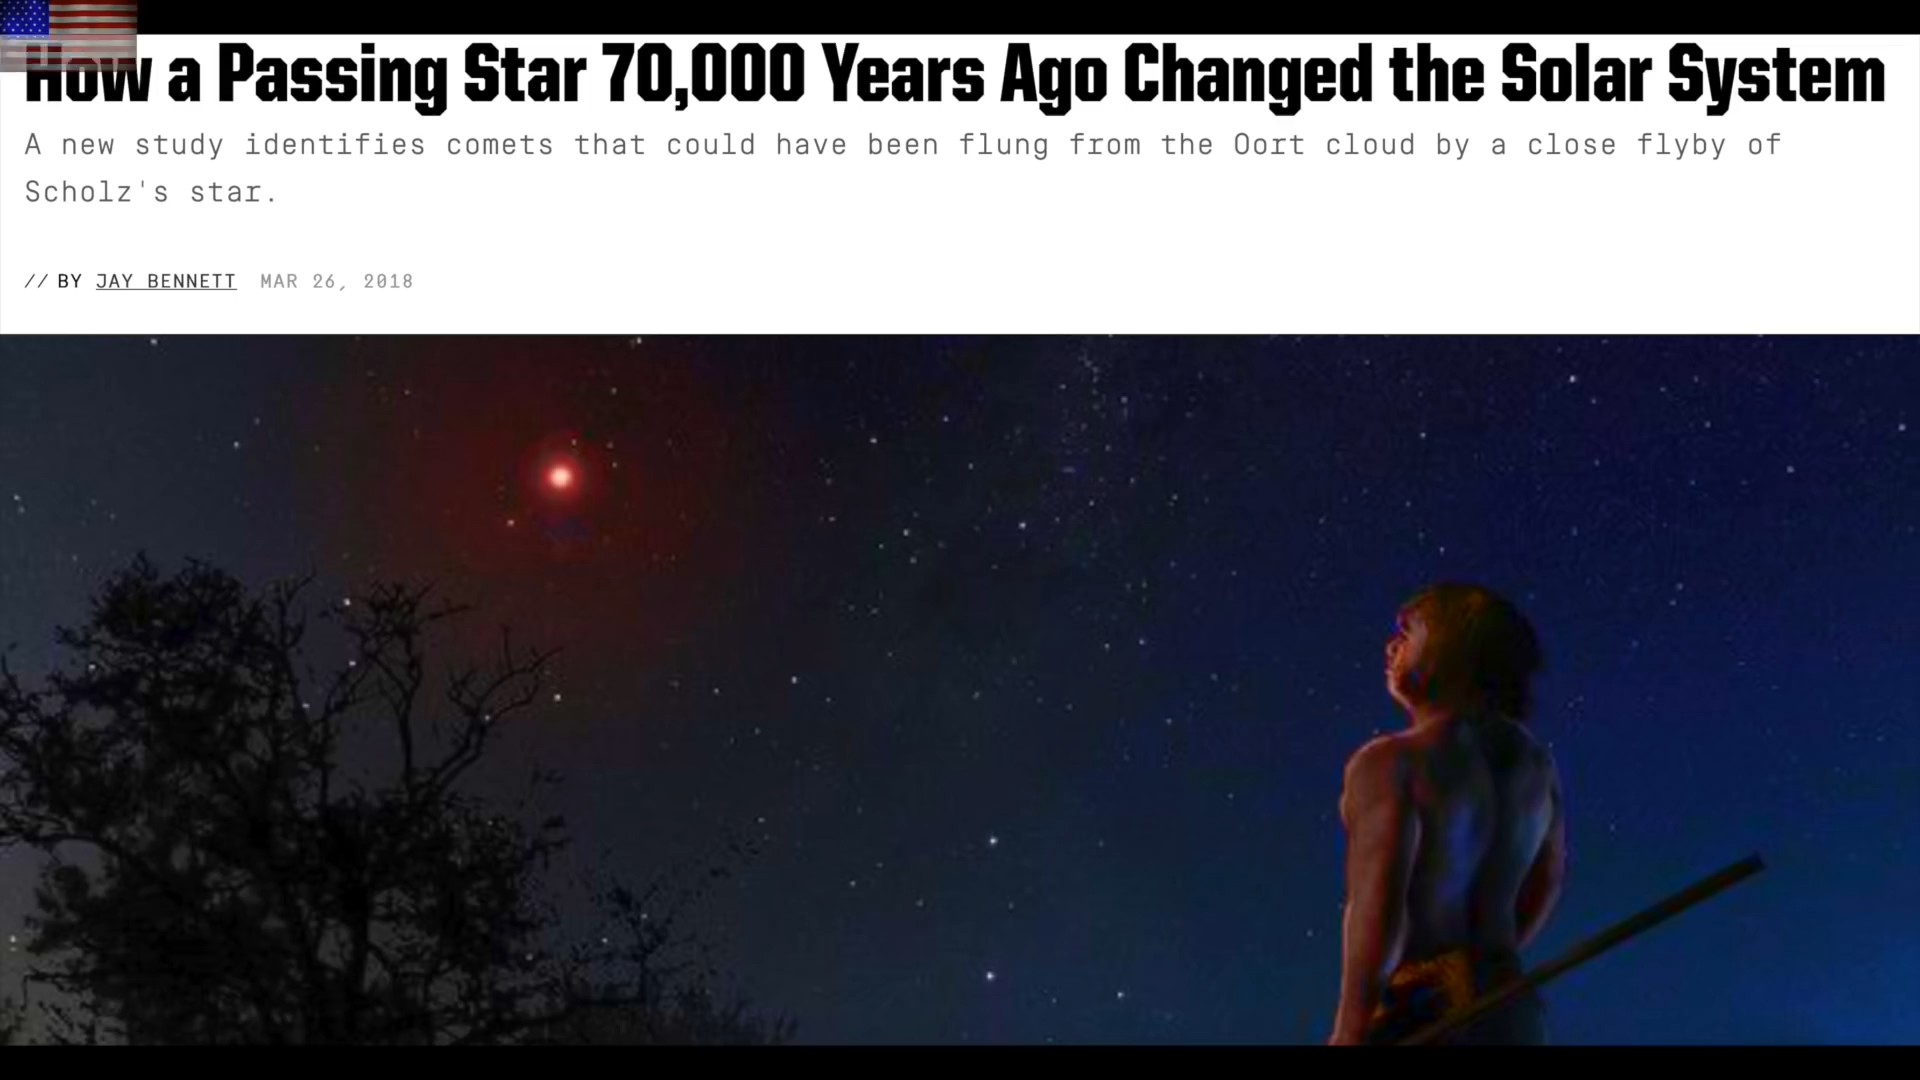 How a Passing Star 70,000 Years Ago Changed the Solar System
A new study identifies comets that could have been flung from the Oort cloud by a close flyby of
Scholz's star.
// BY JAY BENNETT MAR 26, 2018